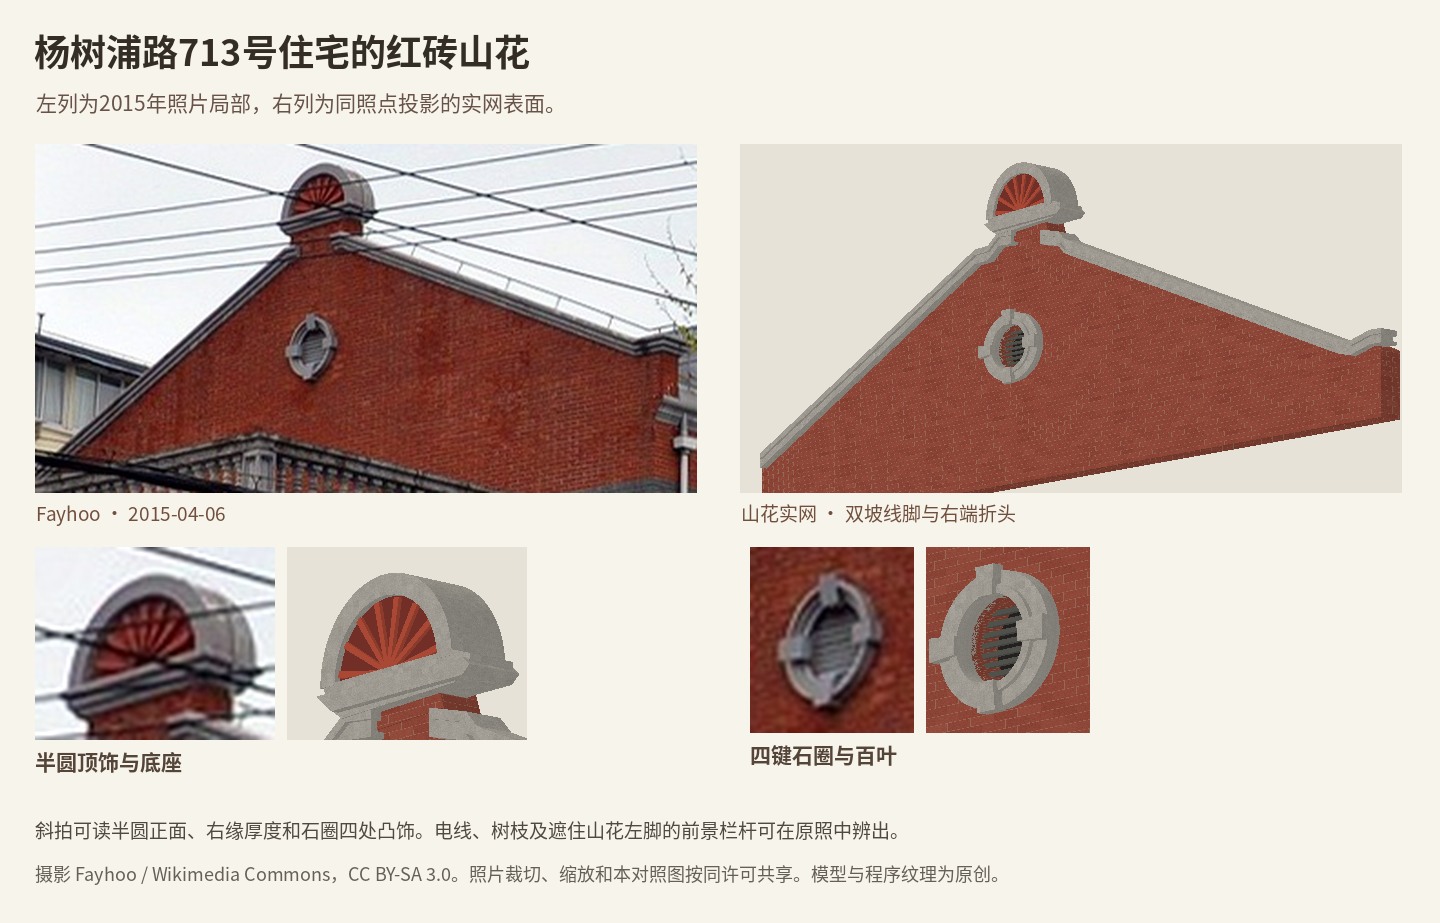 杨树浦路713号住宅的红砖山花
左列为2015年照片局部，右列为同照点投影的实网表面。
Fayhoo · 2015-04-06
山花实网 · 双坡线脚与右端折头
半圆顶饰与底座
四键石圈与百叶
斜拍可读半圆正面、右缘厚度和石圈四处凸饰。电线、树枝及遮住山花左脚的前景栏杆可在原照中辨出。
摄影 Fayhoo / Wikimedia Commons，CC BY-SA 3.0。照片裁切、缩放和本对照图按同许可共享。模型与程序纹理为原创。